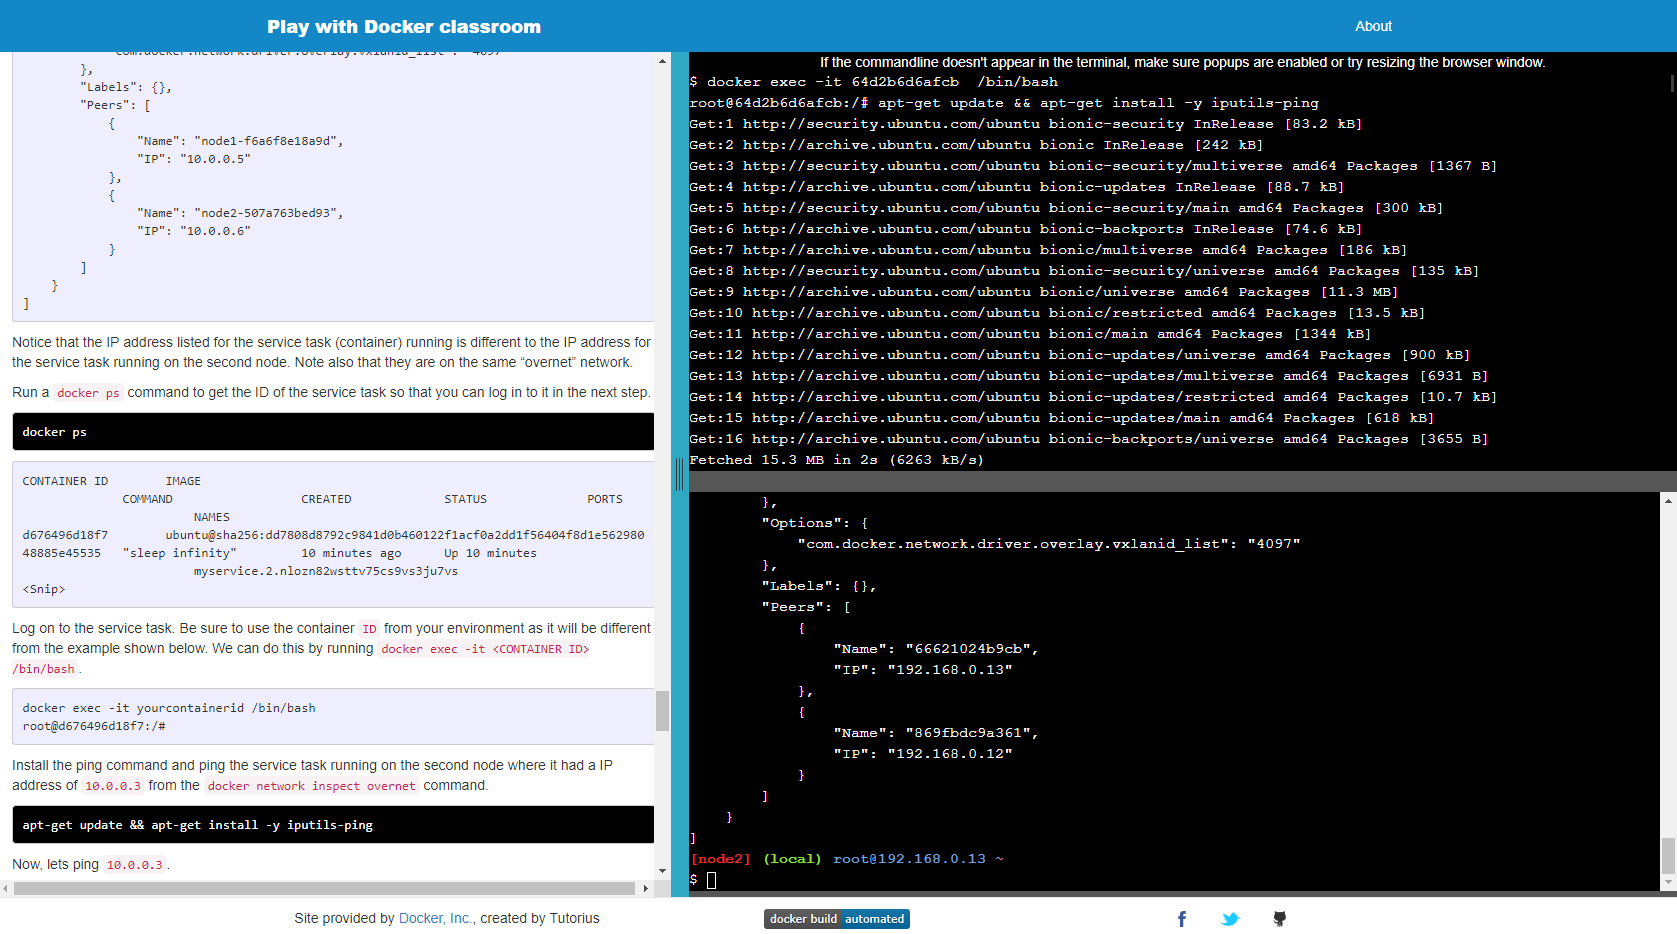 Play with Docker classroom
About
"com.docker.network.driver.overlay.vxlanid_list": "4097"
},
"Labels": {},
"Peers": [
{
"Name": "node1-f6a6f8e18a9d",
"IP": "10.0.0.5"
},
{
"Name": "node2-507a763bed93",
"IP": "10.0.0.6"
}
]
}
]
Notice that the IP address listed for the service task (container) running is different to the IP address for
the service task running on the second node. Note also that they are on the same “overnet” network.
Run a docker ps command to get the ID of the service task so that you can log in to it in the next step.
docker ps
CONTAINER ID IMAGE
COMMAND CREATED STATUS PORTS
NAMES
d676496d18f7 ubuntu@sha256:dd7808d8792c9841d0b460122f1acf0a2dd1f56404f8d1e562980
48885e45535 "sleep infinity" 10 minutes ago Up 10 minutes
myservice.2.nlozn82wsttv75cs9vs3ju7vs
<Snip>
Log on to the service task. Be sure to use the container ID from your environment as it will be different
from the example shown below. We can do this by running docker exec -it <CONTAINER ID>
/bin/bash.
docker exec -it yourcontainerid /bin/bash
root@d676496d18f7:/#
Install the ping command and ping the service task running on the second node where it had a IP
address of 10.0.0.3 from the docker network inspect overnet command.
apt-get update && apt-get install -y iputils-ping
Now, lets ping 10.0.0.3.
If the commandline doesn't appear in the terminal, make sure popups are enabled or try resizing the browser window.
$ docker exec -it 64d2b6d6afcb /bin/bash
root@64d2b6d6afcb:/# apt-get update && apt-get install -y iputils-ping
Get:1 http://security.ubuntu.com/ubuntu bionic-security InRelease [83.2 kB]
Get:2 http://archive.ubuntu.com/ubuntu bionic InRelease [242 kB]
Get:3 http://security.ubuntu.com/ubuntu bionic-security/multiverse amd64 Packages [1367 B]
Get:4 http://archive.ubuntu.com/ubuntu bionic-updates InRelease [88.7 kB]
Get:5 http://security.ubuntu.com/ubuntu bionic-security/main amd64 Packages [300 kB]
Get:6 http://archive.ubuntu.com/ubuntu bionic-backports InRelease [74.6 kB]
Get:7 http://archive.ubuntu.com/ubuntu bionic/multiverse amd64 Packages [186 kB]
Get:8 http://security.ubuntu.com/ubuntu bionic-security/universe amd64 Packages [135 kB]
Get:9 http://archive.ubuntu.com/ubuntu bionic/universe amd64 Packages [11.3 MB]
Get:10 http://archive.ubuntu.com/ubuntu bionic/restricted amd64 Packages [13.5 kB]
Get:11 http://archive.ubuntu.com/ubuntu bionic/main amd64 Packages [1344 kB]
Get:12 http://archive.ubuntu.com/ubuntu bionic-updates/universe amd64 Packages [900 kB]
Get:13 http://archive.ubuntu.com/ubuntu bionic-updates/multiverse amd64 Packages [6931 B]
Get:14 http://archive.ubuntu.com/ubuntu bionic-updates/restricted amd64 Packages [10.7 kB]
Get:15 http://archive.ubuntu.com/ubuntu bionic-updates/main amd64 Packages [618 kB]
Get:16 http://archive.ubuntu.com/ubuntu bionic-backports/universe amd64 Packages [3655 B]
Fetched 15.3 MB in 2s (6263 kB/s)
},
"Options": {
"com.docker.network.driver.overlay.vxlanid_list": "4097"
},
"Labels": {},
"Peers": [
{
"Name": "66621024b9cb",
"IP": "192.168.0.13"
},
{
"Name": "869fbdc9a361",
"IP": "192.168.0.12"
}
]
}
]
[node2] (local) root@192.168.0.13 ~
$
Site provided by Docker, Inc., created by Tutorius
docker build automated